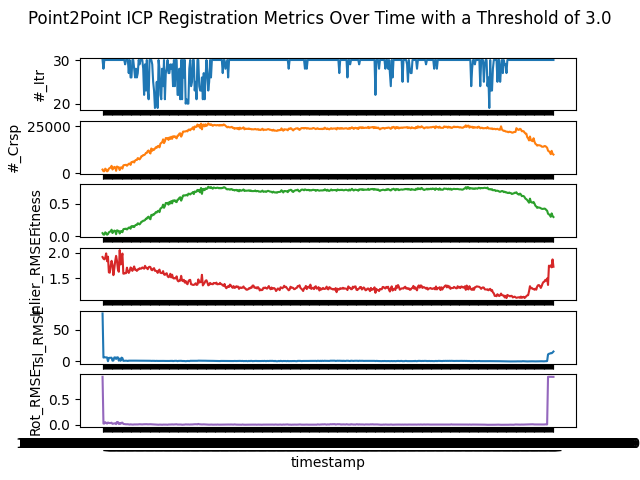 Point2Point ICP Registration Metrics Over Time with a Threshold of 3.0
30
20
#_Itr
25000
0
#_Crsp
0.5
0.0
Fitness
2.0
1.5
Inlier_RMSE
50
0
Tsl_RMSE
0.5
0.0
Rot_RMSE
timestamp